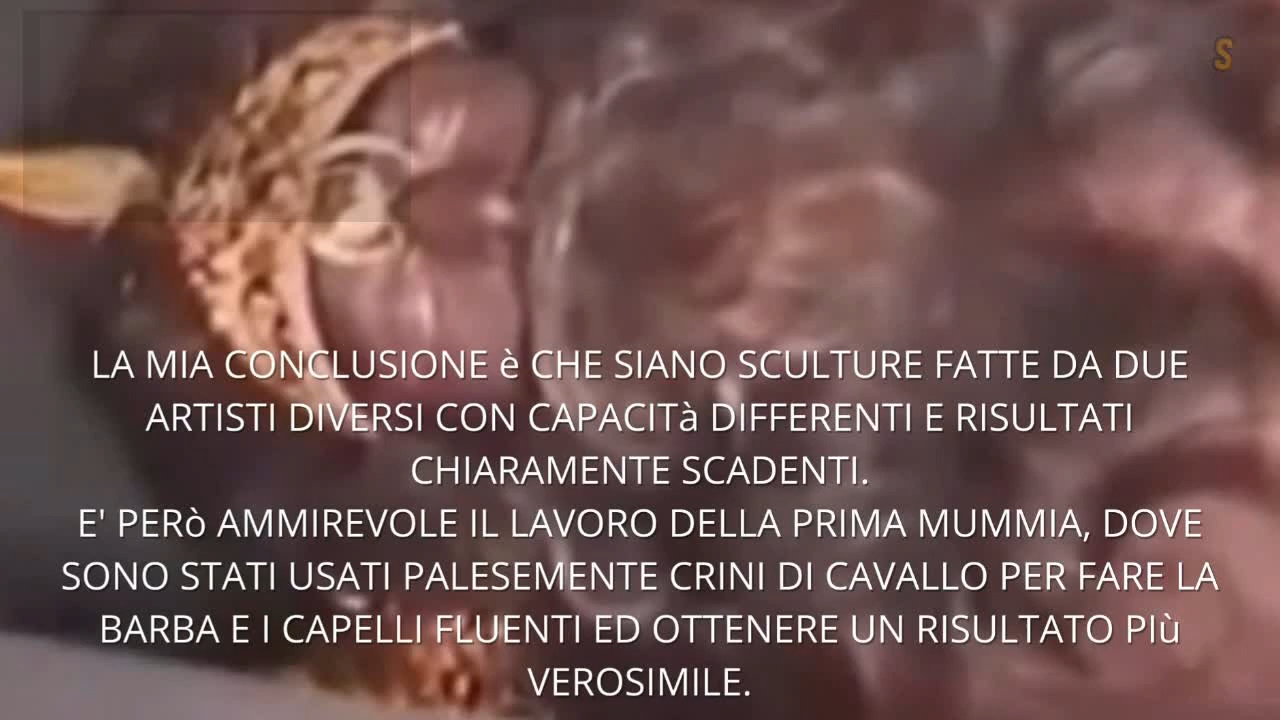 S
LA MIA CONCLUSIONE è CHE SIANO SCULTURE FATTE DA DUE
ARTISTI DIVERSI CON CAPACITà DIFFERENTI E RISULTATI
CHIARAMENTE SCADENTI.
E' PERò AMMIREVOLE IL LAVORO DELLA PRIMA MUMMIA, DOVE
SONO STATI USATI PALESEMENTE CRINI DI CAVALLO PER FARE LA
BARBA E I CAPELLI FLUENTI ED OTTENERE UN RISULTATO PIù
VEROSIMILE.